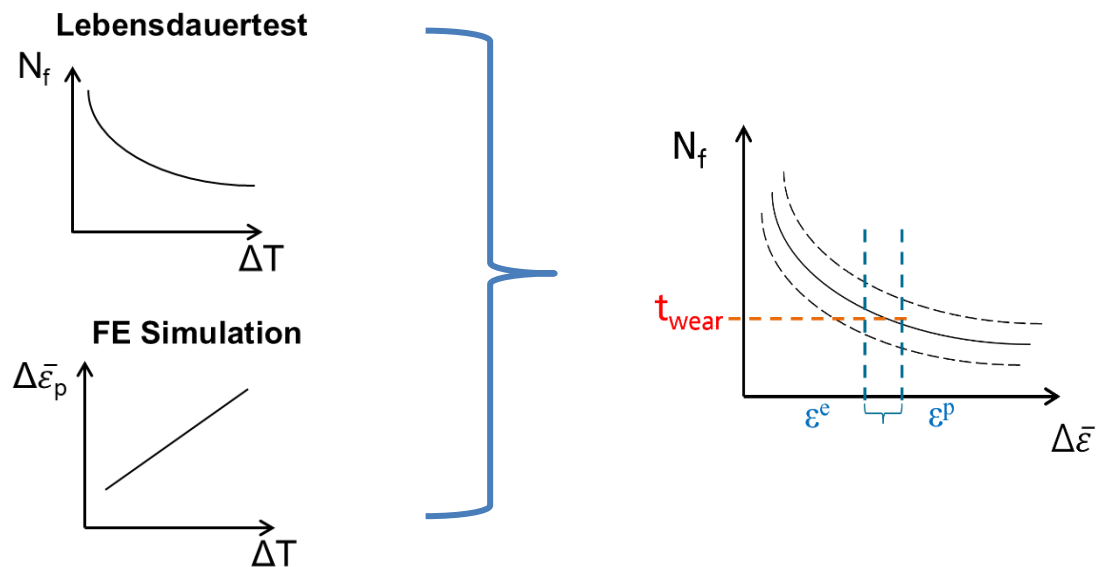 Lebensdauertest
N_f
ΔT
FE Simulation
Δε̄_p
ΔT
N_f
t_wear
ε^e
ε^p
Δε̄